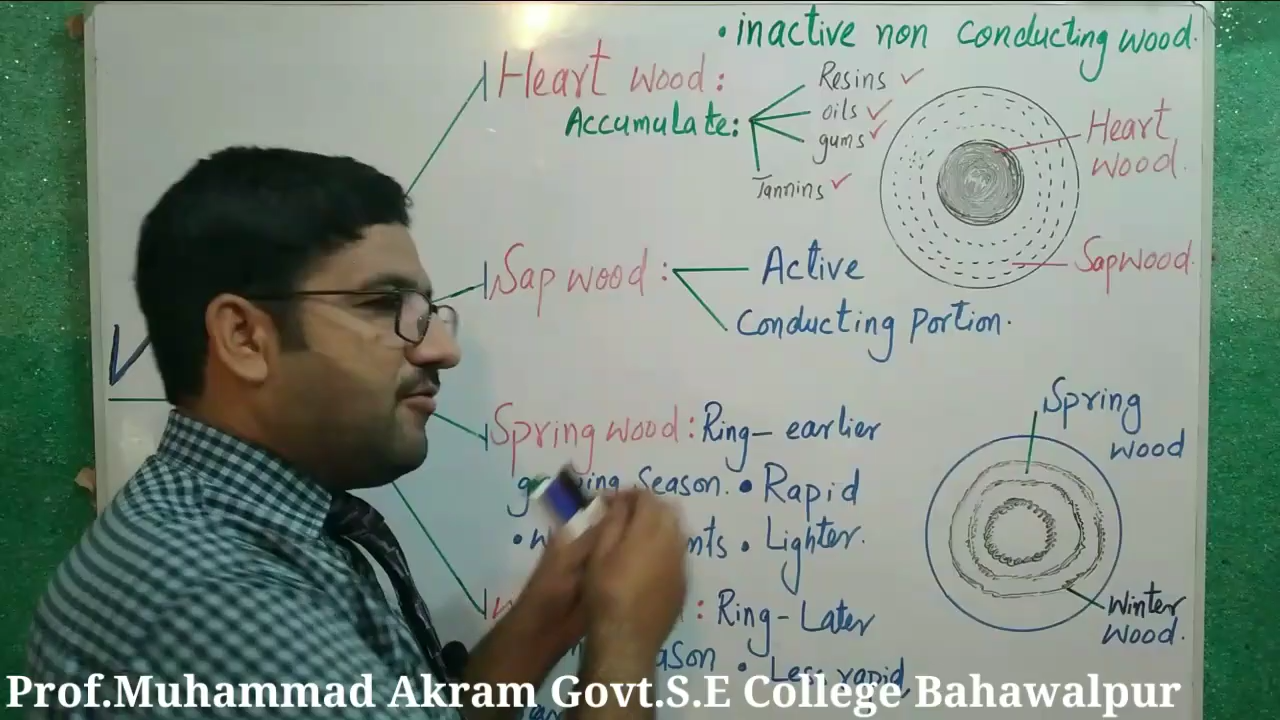 • inactive non conducting wood.
Heart wood:
Accumulate:
Resins ✓
oils ✓
gums ✓
Tannins ✓
Heart
wood.
Sapwood.
Sap wood:
Active
Conducting Portion.
Spring wood: Ring- earlier
Season. • Rapid
• Lighter.
Spring
wood
Winter
wood.
: Ring-Later
• Less rapid,
Prof.Muhammad Akram Govt.S.E College Bahawalpur